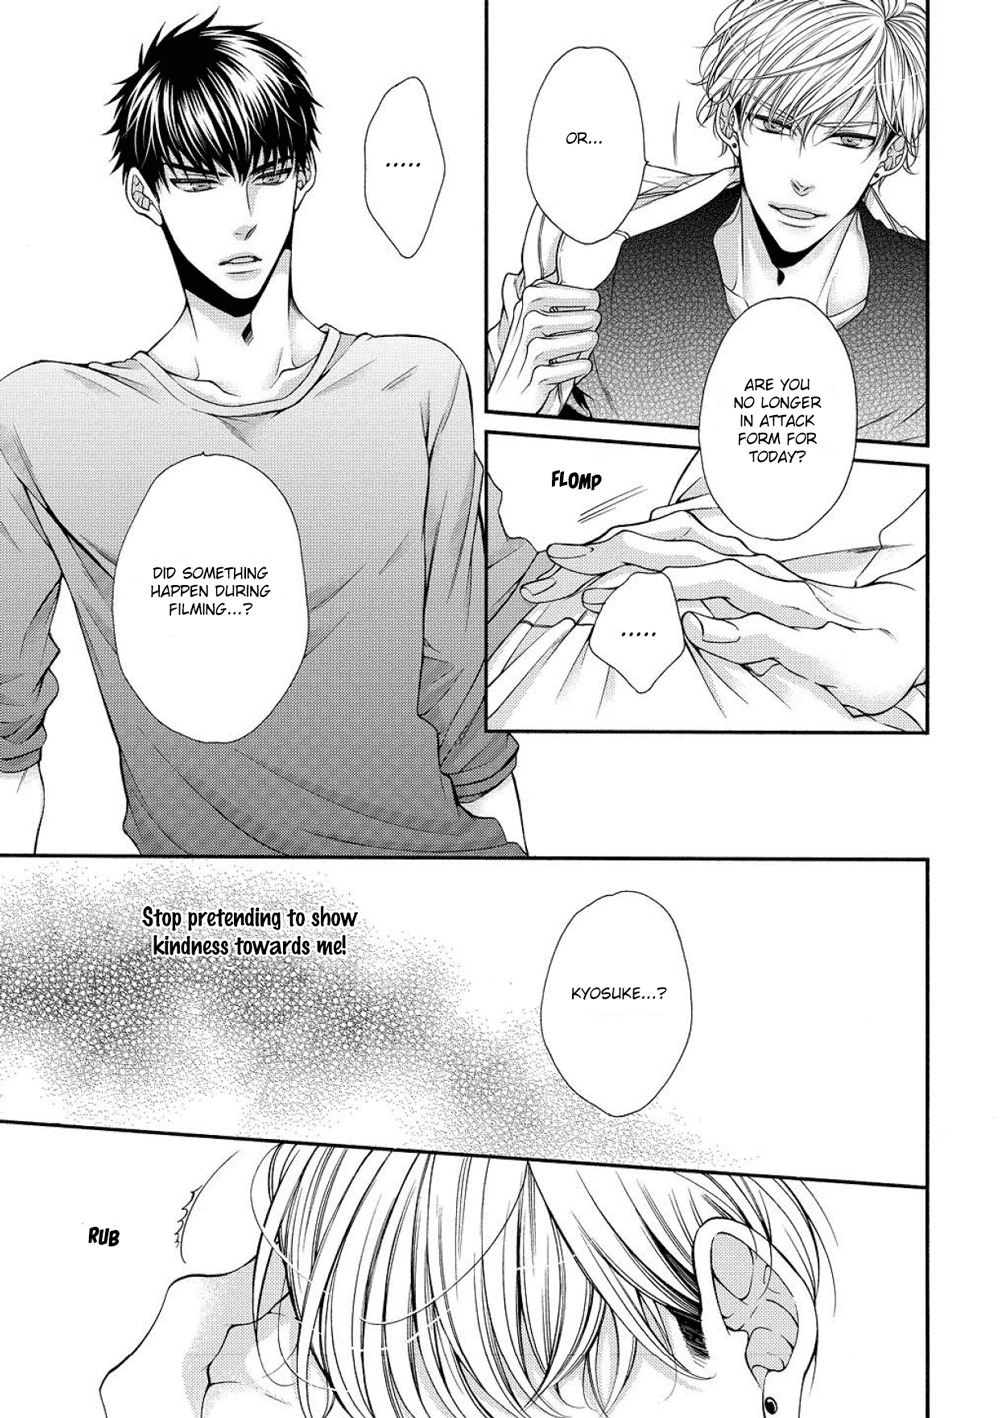 OR...
ARE YOU
NO LONGER
IN ATTACK
FORM FOR
TODAY?
.....
FLOMP
.....
DID SOMETHING
HAPPEN DURING
FILMING...?
KYOSUKE...?
Stop pretending to show
kindness towards me!
RUB